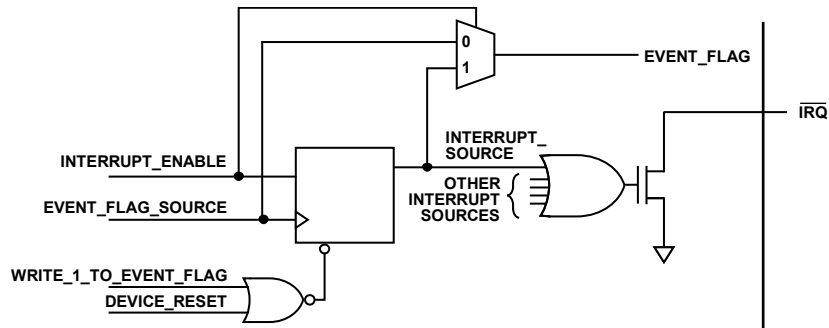 0
1
EVENT_FLAG
IRQ
INTERRUPT_ENABLE
INTERRUPT_
SOURCE
OTHER
INTERRUPT
SOURCES
EVENT_FLAG_SOURCE
WRITE_1_TO_EVENT_FLAG
DEVICE_RESET